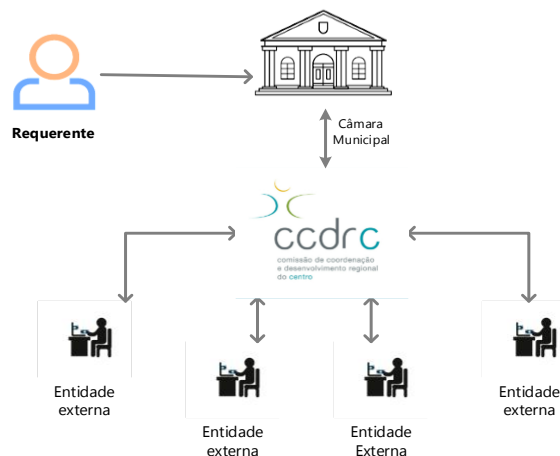 Requerente
Câmara
Municipal
ccdrc
comissão de coordenação
e desenvolvimento regional
do centro
Entidade
externa
Entidade
externa
Entidade
Externa
Entidade
externa